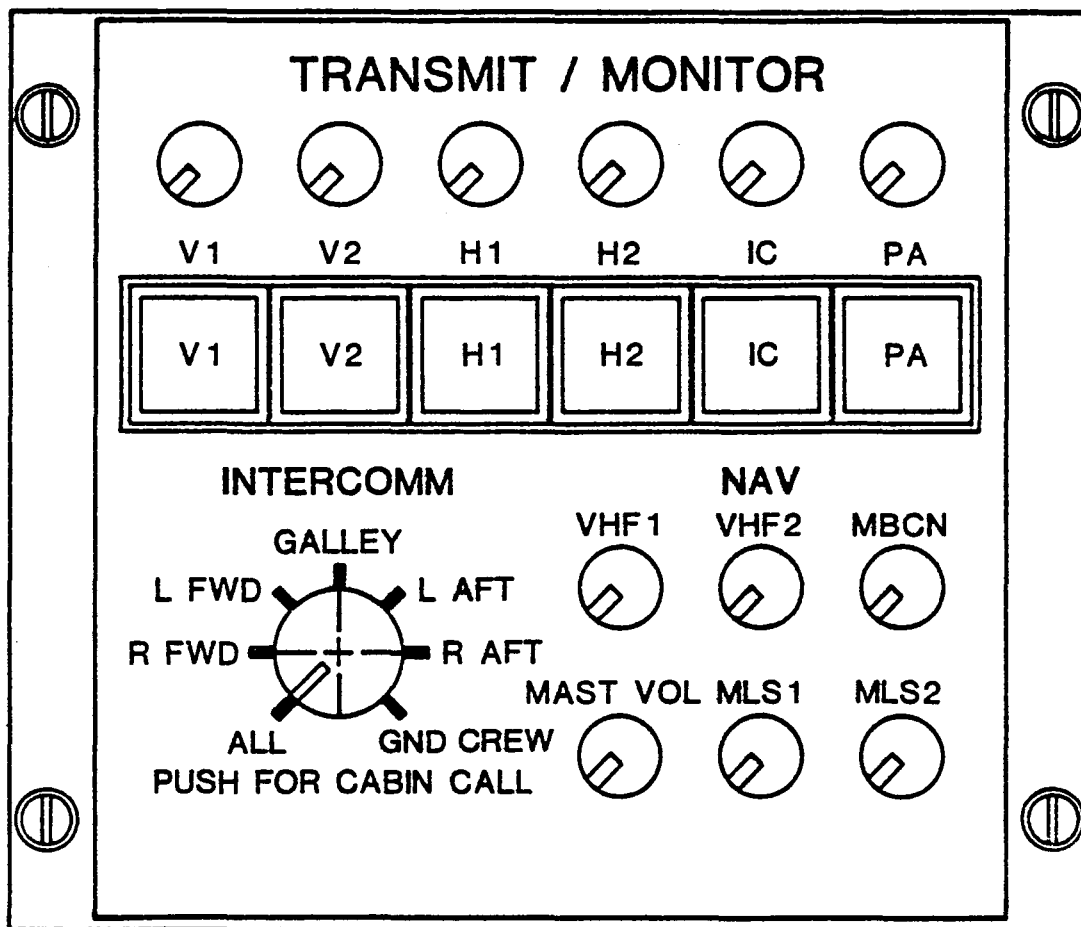 TRANSMIT / MONITOR
V1 V2 H1 H2 IC PA
V1 V2 H1 H2 IC PA
INTERCOMM
GALLEY
L FWD L AFT
R FWD R AFT
ALL GND CREW
PUSH FOR CABIN CALL
NAV
VHF1 VHF2 MBCN
MAST VOL MLS1 MLS2